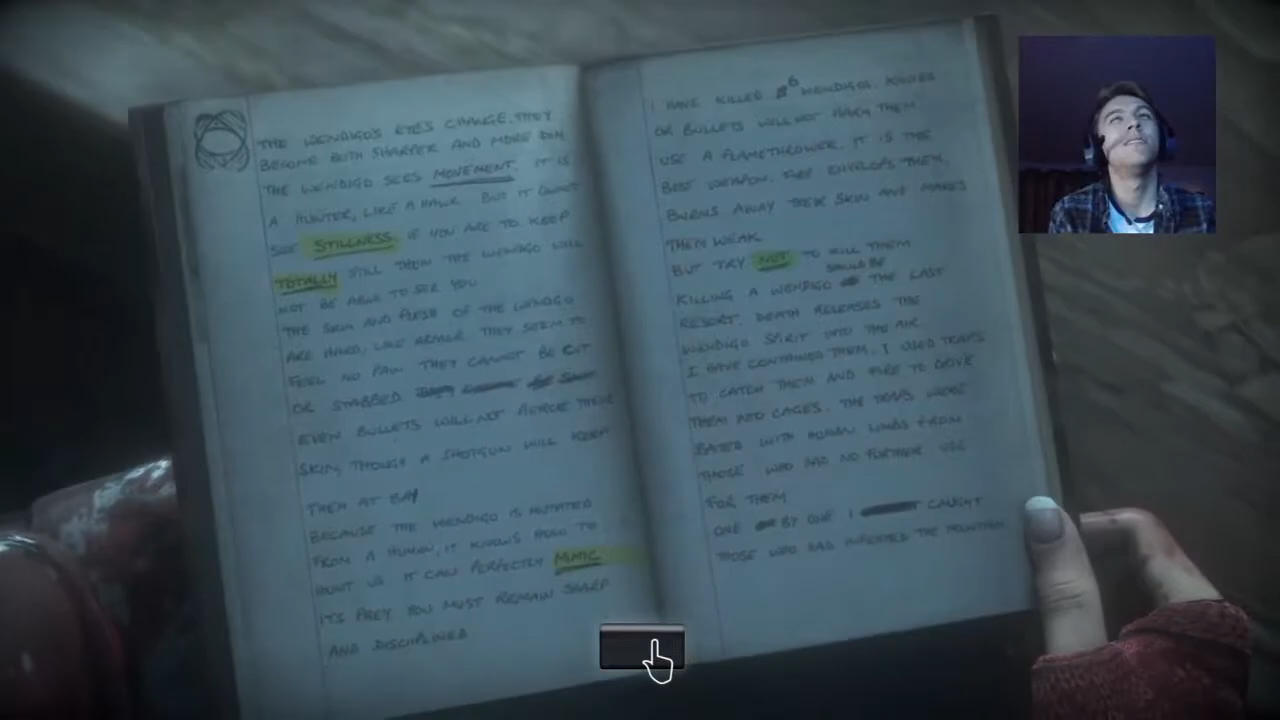 THE WENDIGO'S EYES CHANGE. THEY
BECOME BOTH SHARPER AND MORE DIM
THE WENDIGO SEES MOVEMENT. IT IS
A HUNTER, LIKE A HAWK BUT IT DOESNT
SEE STILLNESS. IF YOU ARE TO KEEP
TOTALLY STILL THEN THE WENDIGO WILL
NOT BE ABLE TO SEE YOU
THE SKIN AND FLESH OF THE WENDIGO
ARE HARD, LIKE ARMOR THEY SEEM TO
FEEL NO PAIN THEY CANNOT BE CUT
OR STABBED
EVEN BULLETS WILL NOT PIERCE THEIR
SKIN, THOUGH A SHOTGUN WILL KEEP
THEM AT BAY
BECAUSE THE WENDIGO IS MUTATED
FROM A HUMAN, IT KNOWS HOW TO
HUNT US IT CAN PERFECTLY MIMIC
IT'S PREY YOU MUST REMAIN SHARP
AND DISCIPLINED
I HAVE KILLED 6 WENDIGO. KNIVES
OR BULLETS WILL NOT HARM THEM
USE A FLAMETHROWER. IT IS THE
BEST WEAPON. FIRE ENVELOPS THEM,
BURNS AWAY THEIR SKIN AND MAKES
THEM WEAK
BUT TRY NOT TO KILL THEM
KILLING A WENDIGO SHOULD BE THE LAST
RESORT. DEATH RELEASES THE
WENDIGO SPIRIT INTO THE AIR.
I HAVE CONTAINED THEM. I USED TRAPS
TO CATCH THEM AND FIRE TO DRIVE
THEM INTO CAGES. THE TRAPS WERE
BAITED WITH HUMAN LIMBS FROM
THOSE WHO HAD NO FURTHER USE
FOR THEM
ONE BY ONE I CAUGHT
THOSE WHO HAD INFESTED THE MOUNTAIN